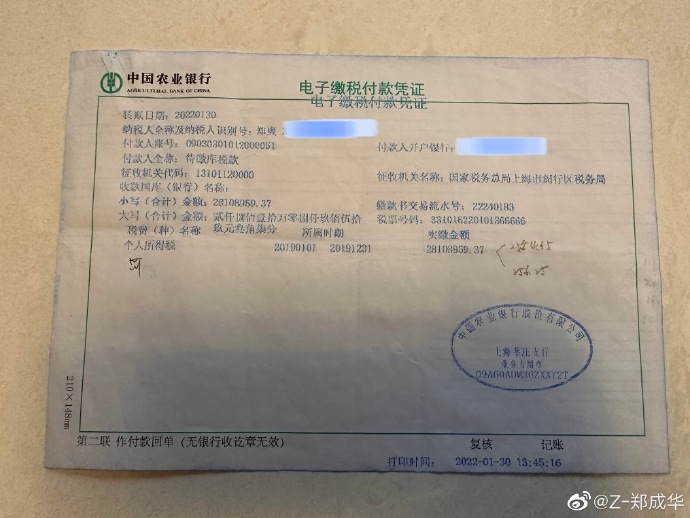 中国农业银行
AGRICULTURAL BANK OF CHINA
电子缴税付款凭证
电子缴税付款凭证
转账日期：20220130
纳税人全称及纳税人识别号：郑爽
付款人账号：0903030101200005
付款人开户银行：
付款人全称：待缴库税款
征收机关代码：13101120000
征收机关名称：国家税务总局上海市闵行区税务局
收款国库（银行）名称：
小写（合计）金额：28108959.37
缴款书交易流水号：22240183
大写（合计）金额：贰仟捌佰壹拾万零捌仟玖佰伍拾
玖元叁角柒分
税票号码：331016220101365666
税费（种）名称 所属时期 实缴金额
个人所得税 20190101 20191231 28108959.37
210×148mm
中国农业银行股份有限公司
业务专用章
第二联 作付款回单（无银行收讫章无效）
复核 记账
打印时间： 2022-01-30 13:45:16
@Z-郑成华